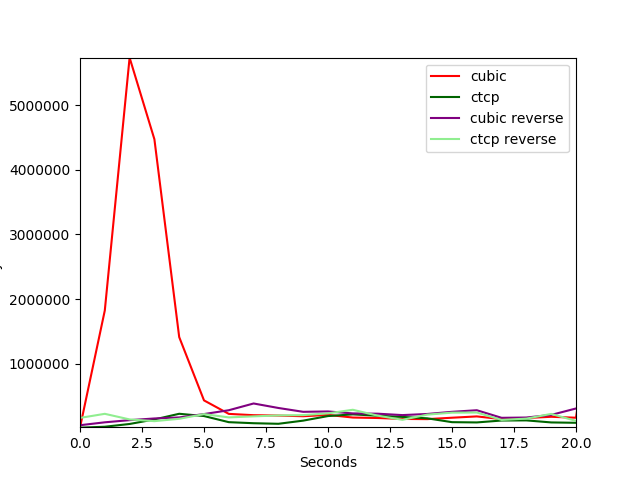 cubic
ctcp
cubic reverse
ctcp reverse
5000000
4000000
3000000
2000000
1000000
0.0 2.5 5.0 7.5 10.0 12.5 15.0 17.5 20.0
Seconds